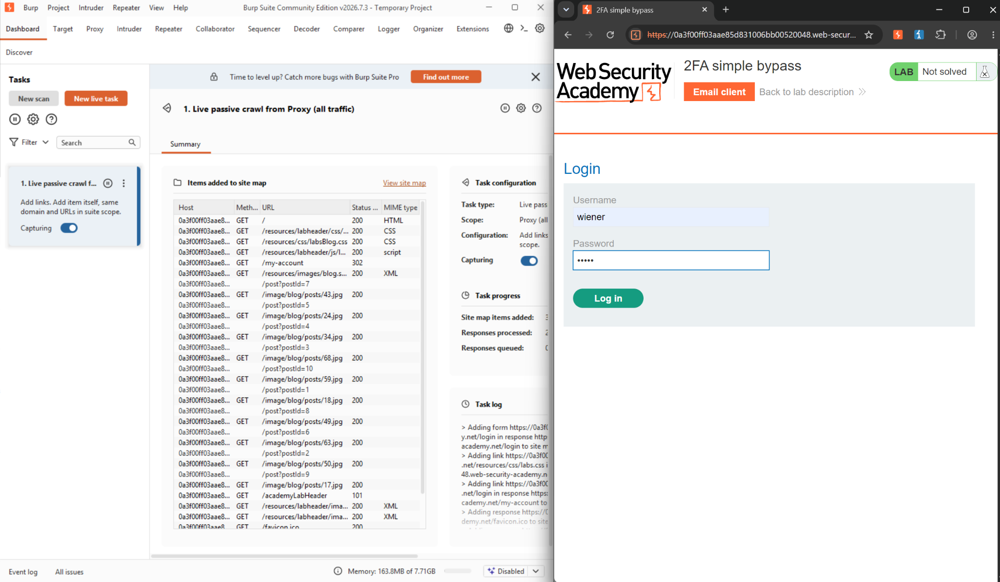 Burp Project Intruder Repeater View Help Burp Suite Community Edition v2026.7.3 - Temporary Project
Dashboard Target Proxy Intruder Repeater Collaborator Sequencer Decoder Comparer Logger Organizer Extensions
Discover
Tasks
New scan New live task
Filter Search
1. Live passive crawl f...
Add links. Add item itself, same
domain and URLs in suite scope.
Capturing
Time to level up? Catch more bugs with Burp Suite Pro Find out more
1. Live passive crawl from Proxy (all traffic)
Summary
Items added to site map View site map
Host Meth... URL Status ... MIME type
0a3f00ff03aae8... GET / 200 HTML
0a3f00ff03aae8... GET /resources/labheader/css/... 200 CSS
0a3f00ff03aae8... GET /resources/css/labsBlog.css 200 CSS
0a3f00ff03aae8... GET /resources/labheader/js/l... 200 script
0a3f00ff03aae8... GET /my-account 302
0a3f00ff03aae8... GET /resources/images/blog.s... 200 XML
0a3f00ff03aae8... /post?postId=7
0a3f00ff03aae8... GET /image/blog/posts/43.jpg 200
0a3f00ff03aae8... /post?postId=5
0a3f00ff03aae8... GET /image/blog/posts/24.jpg 200
0a3f00ff03aae8... /post?postId=4
0a3f00ff03aae8... GET /image/blog/posts/34.jpg 200
0a3f00ff03aae8... /post?postId=3
0a3f00ff03aae8... GET /image/blog/posts/68.jpg 200
0a3f00ff03aae8... /post?postId=10
0a3f00ff03aae8... GET /image/blog/posts/59.jpg 200
0a3f00ff03aae8... /post?postId=1
0a3f00ff03aae8... GET /image/blog/posts/18.jpg 200
0a3f00ff03aae8... /post?postId=8
0a3f00ff03aae8... GET /image/blog/posts/49.jpg 200
0a3f00ff03aae8... /post?postId=6
0a3f00ff03aae8... GET /image/blog/posts/63.jpg 200
0a3f00ff03aae8... /post?postId=2
0a3f00ff03aae8... GET /image/blog/posts/50.jpg 200
0a3f00ff03aae8... /post?postId=9
0a3f00ff03aae8... GET /image/blog/posts/17.jpg 200
0a3f00ff03aae8... GET /academyLabHeader 101
0a3f00ff03aae8... GET /resources/labheader/ima... 200 XML
0a3f00ff03aae8... GET /resources/labheader/ima... 200 XML
0a3f00ff03aae8 GET /favicon.ico 200
Task configuration
Task type: Live pass
Scope: Proxy (all
Configuration: Add links
scope.
Capturing
Task progress
Site map items added:
Responses processed:
Responses queued:
Task log
> Adding form https://0a3f0
y.net/login in response http
academy.net/login to site m
> Adding link https://0a3f00
.net/resources/css/labs.css i
48.web-security-academy.n
> Adding link https://0a3f00
.net/login in response https:
cademy.net/my-account to
> Adding response https://0
demy.net/favicon.ico to site
Event log All issues Memory: 163.8MB of 7.71GB Disabled
2FA simple bypass
https://0a3f00ff03aae85d831006bb00520048.web-secur...
Web Security
Academy
2FA simple bypass
Email client Back to lab description
LAB Not solved
Login
Username
wiener
Password
•••••
Log in